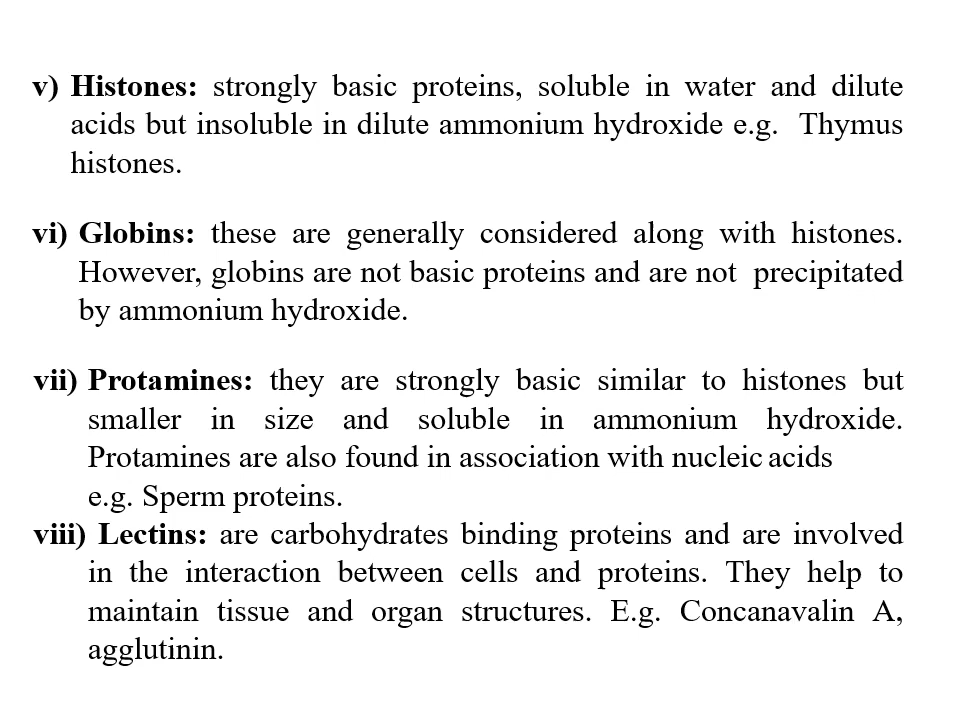 v) Histones: strongly basic proteins, soluble in water and dilute
acids but insoluble in dilute ammonium hydroxide e.g. Thymus
histones.
vi) Globins: these are generally considered along with histones.
However, globins are not basic proteins and are not precipitated
by ammonium hydroxide.
vii) Protamines: they are strongly basic similar to histones but
smaller in size and soluble in ammonium hydroxide.
Protamines are also found in association with nucleic acids
e.g. Sperm proteins.
viii) Lectins: are carbohydrates binding proteins and are involved
in the interaction between cells and proteins. They help to
maintain tissue and organ structures. E.g. Concanavalin A,
agglutinin.